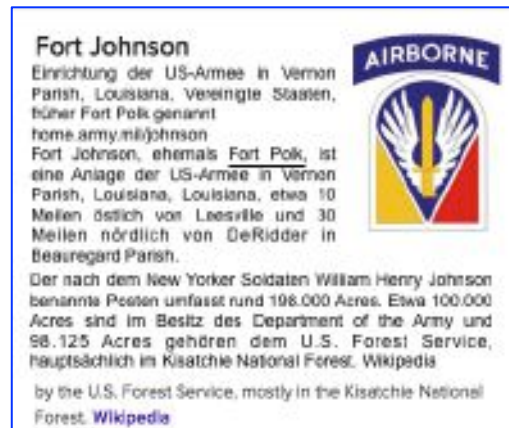 Fort Johnson
Einrichtung der US-Armee in Vernon
Parish, Louisiana, Vereinigte Staaten,
früher Fort Polk genannt
home.army.mil/johnson
Fort Johnson, ehemals Fort Polk, ist
eine Anlage der US-Armee in Vernon
Parish, Louisiana, Louisiana, etwa 10
Meilen östlich von Leesville und 30
Meilen nördlich von DeRidder in
Beauregard Parish.
AIRBORNE
Der nach dem New Yorker Soldaten William Henry Johnson
benannte Posten umfasst rund 198.000 Acres. Etwa 100.000
Acres sind im Besitz des Department of the Army und
98.125 Acres gehören dem U.S. Forest Service,
hauptsächlich im Kisatchie National Forest. Wikipedia
by the U.S. Forest Service, mostly in the Kisatchie National
Forest. Wikipedia